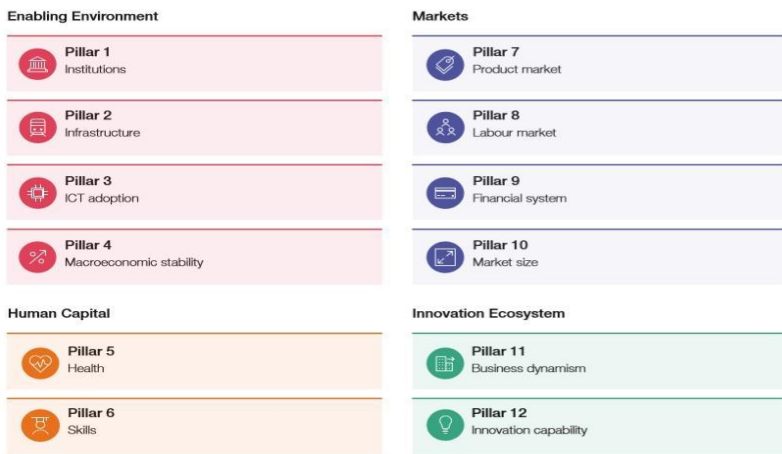 Enabling Environment
Pillar 1
Institutions
Pillar 2
Infrastructure
Pillar 3
ICT adoption
Pillar 4
Macroeconomic stability
Human Capital
Pillar 5
Health
Pillar 6
Skills
Markets
Pillar 7
Product market
Pillar 8
Labour market
Pillar 9
Financial system
Pillar 10
Market size
Innovation Ecosystem
Pillar 11
Business dynamism
Pillar 12
Innovation capability